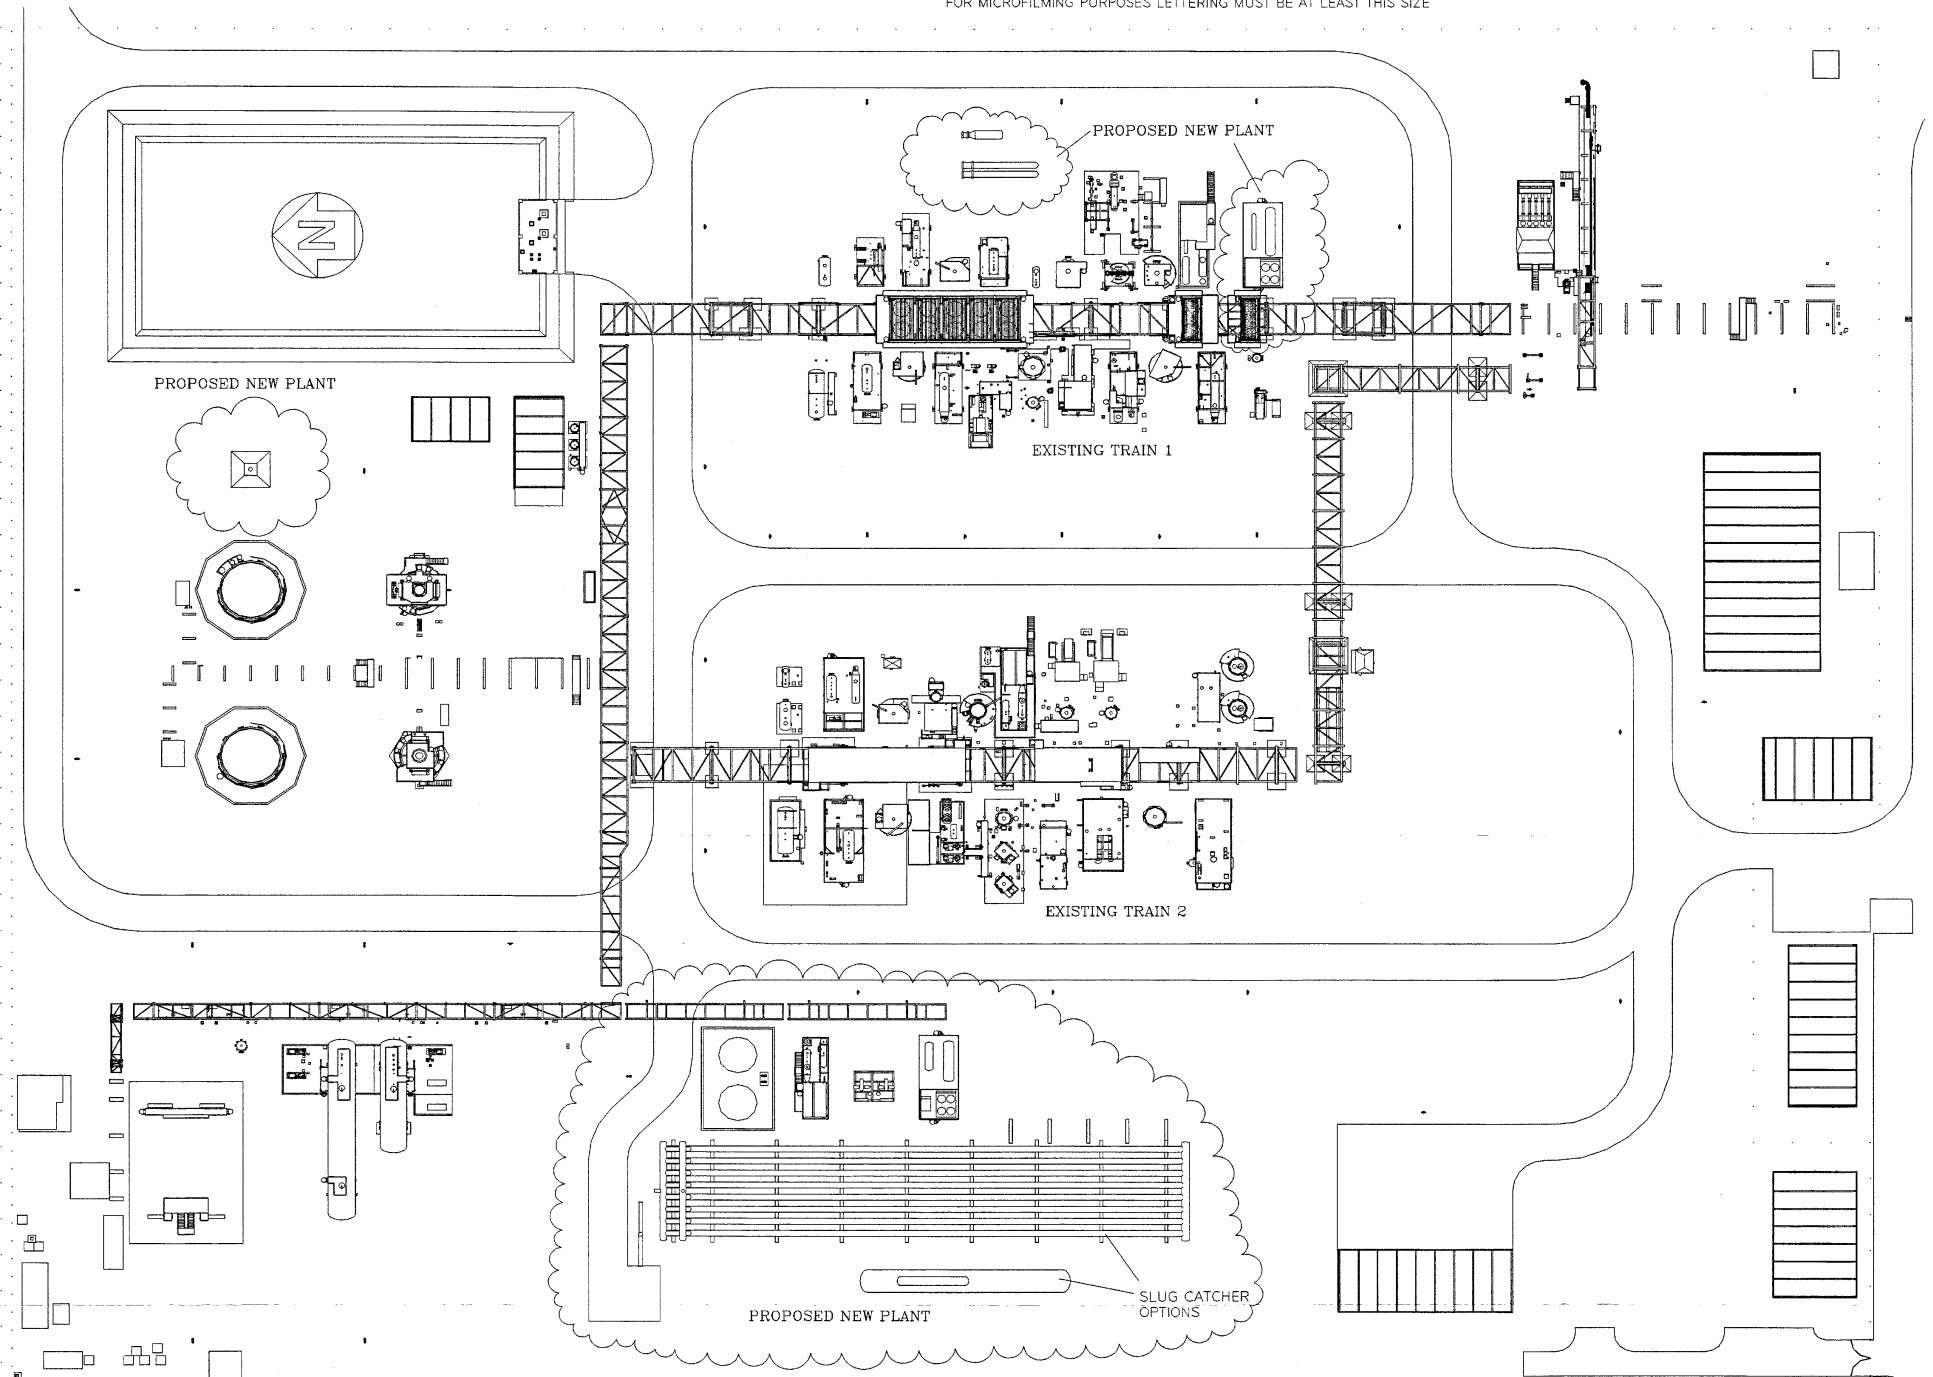 FOR MICROFILMING PURPOSES LETTERING MUST BE AT LEAST THIS SIZE
PROPOSED NEW PLANT
N
PROPOSED NEW PLANT
EXISTING TRAIN 1
EXISTING TRAIN 2
SLUG CATCHER
OPTIONS
PROPOSED NEW PLANT